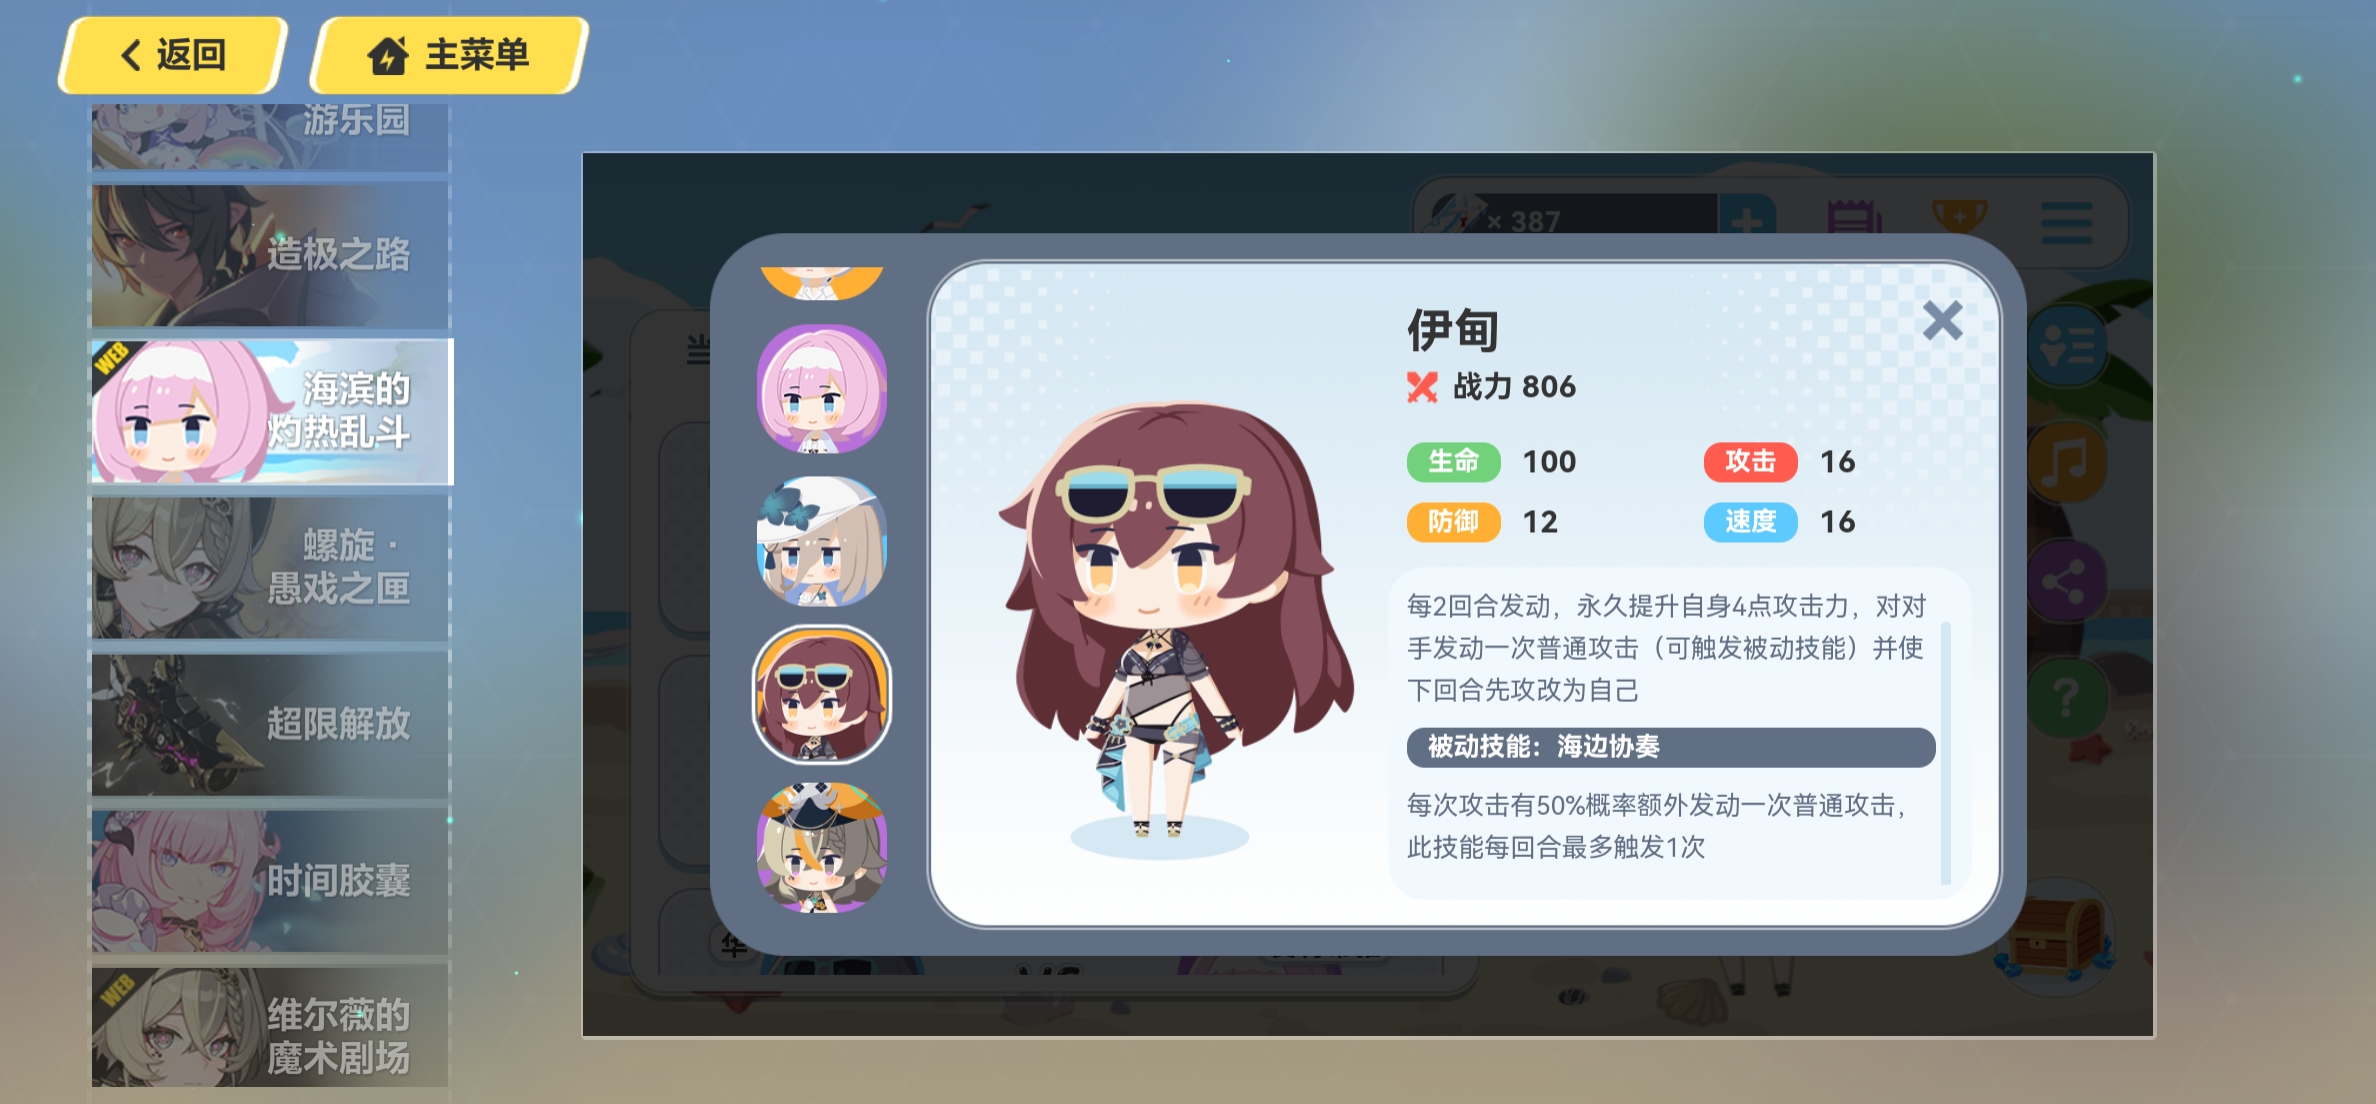 返回
主菜单
游乐园
造极之路
WEB
海滨的
灼热乱斗
螺旋·
愚戏之匣
超限解放
时间胶囊
WEB
维尔薇的
魔术剧场
× 387
当
华
VS
伊甸
战力 806
生命 100
攻击 16
防御 12
速度 16
每2回合发动，永久提升自身4点攻击力，对对
手发动一次普通攻击（可触发被动技能）并使
下回合先攻改为自己
被动技能：海边协奏
每次攻击有50%概率额外发动一次普通攻击，
此技能每回合最多触发1次